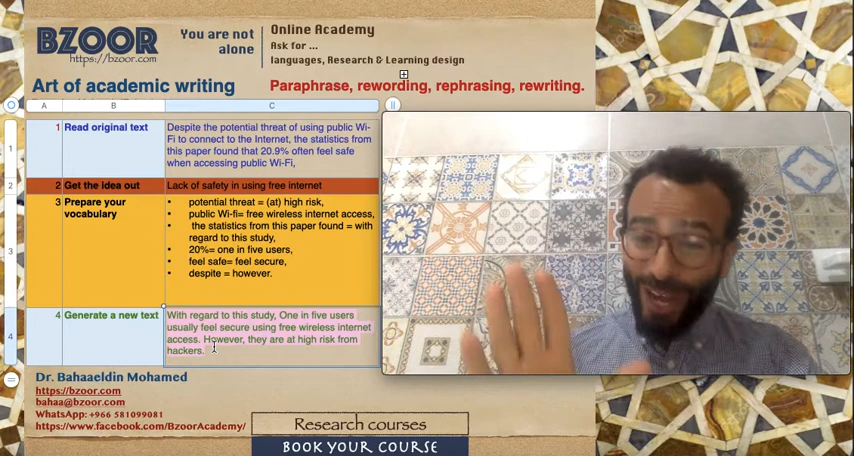 BZOOR
https://bzoor.com
You are not
alone
Online Academy
Ask for ...
languages, Research & Learning design
Art of academic writing
Paraphrase, rewording, rephrasing, rewriting.
A
B
C
1
1 Read original text
Despite the potential threat of using public Wi-
Fi to connect to the Internet, the statistics from
this paper found that 20.9% often feel safe
when accessing public Wi-Fi,
2
2 Get the idea out
Lack of safety in using free internet
3
3 Prepare your
vocabulary
• potential threat = (at) high risk,
• public Wi-fi= free wireless internet access,
• the statistics from this paper found = with
regard to this study,
• 20%= one in five users,
• feel safe= feel secure,
• despite = however.
4
4 Generate a new text
With regard to this study, One in five users
usually feel secure using free wireless internet
access. However, they are at high risk from
hackers.
Dr. Bahaaeldin Mohamed
https://bzoor.com
bahaa@bzoor.com
WhatsApp: +966 581099081
https://www.facebook.com/BzoorAcademy/
Research courses
BOOK YOUR COURSE